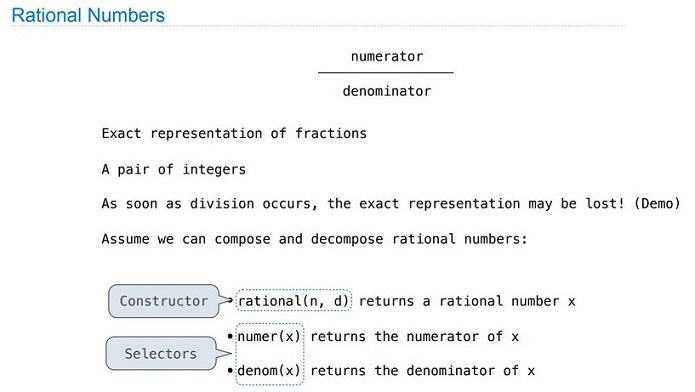 Rational Numbers
numerator
denominator
Exact representation of fractions
A pair of integers
As soon as division occurs, the exact representation may be lost! (Demo)
Assume we can compose and decompose rational numbers:
Constructor • rational(n, d) returns a rational number x
• numer(x) returns the numerator of x
Selectors
• denom(x) returns the denominator of x